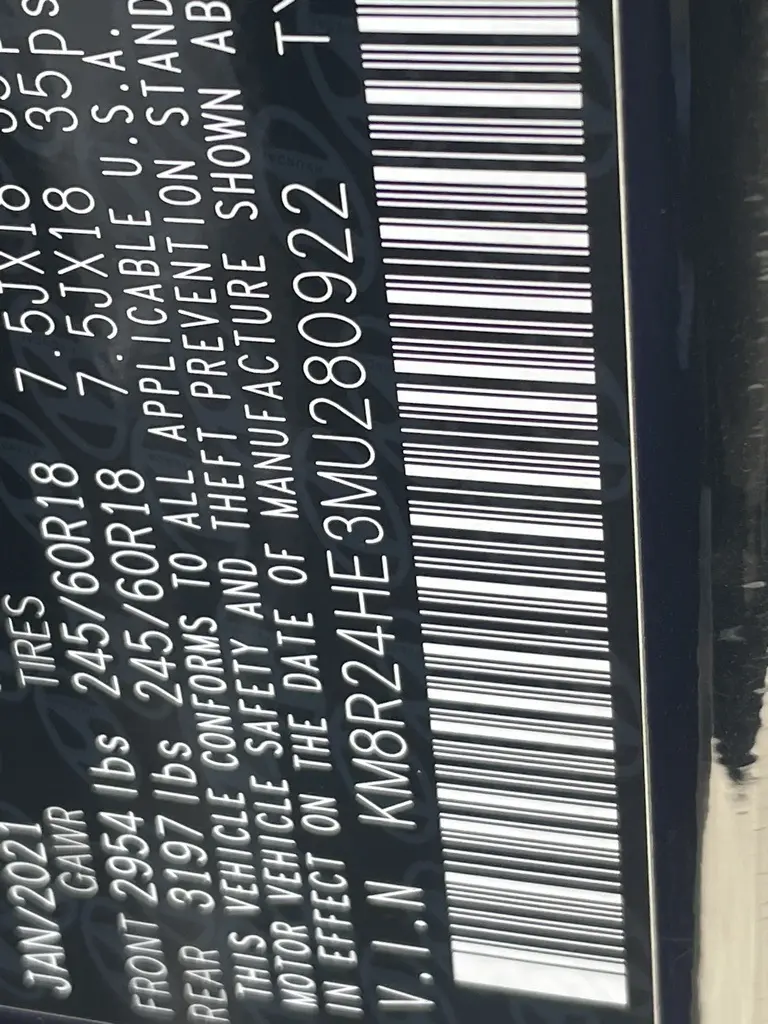 JAN/2021
GAWR TIRES
FRONT 2954 lbs 245/60R18 7.5JX18
REAR 3197 lbs 245/60R18 7.5JX18 35ps
THIS VEHICLE CONFORMS TO ALL APPLICABLE U.S.A.
MOTOR VEHICLE SAFETY AND THEFT PREVENTION STAND
IN EFFECT ON THE DATE OF MANUFACTURE SHOWN AB
V.I.N KM8R24HE3MU280922 TY